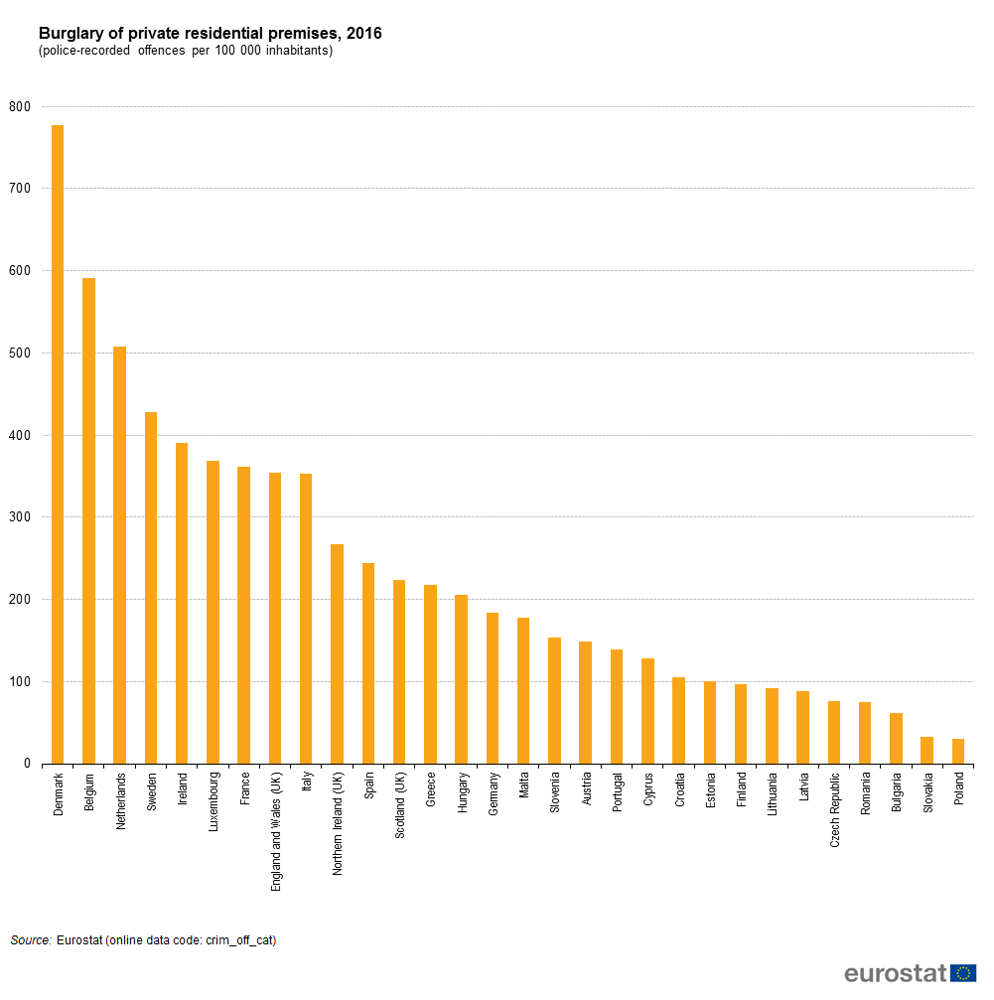 Burglary of private residential premises, 2016
(police-recorded offences per 100 000 inhabitants)
800
700
600
500
400
300
200
100
0
Denmark
Belgium
Netherlands
Sweden
Ireland
Luxembourg
France
England and Wales (UK)
Italy
Northern Ireland (UK)
Spain
Scotland (UK)
Greece
Hungary
Germany
Malta
Slovenia
Austria
Portugal
Cyprus
Croatia
Estonia
Finland
Lithuania
Latvia
Czech Republic
Romania
Bulgaria
Slovakia
Poland
Source: Eurostat (online data code: crim_off_cat)
eurostat